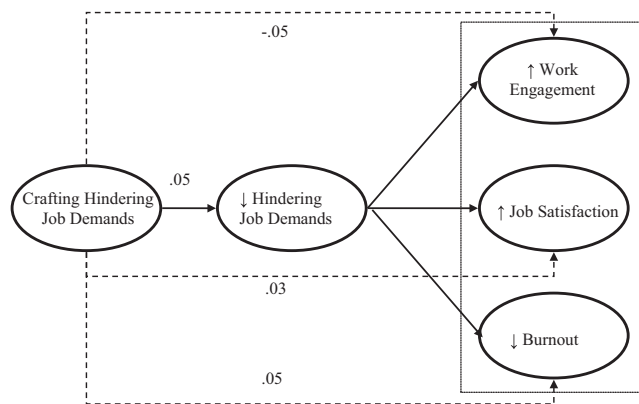 -.05
↑ Work
Engagement
.05
Crafting Hindering
Job Demands
↓ Hindering
Job Demands
↑ Job Satisfaction
.03
↓ Burnout
.05